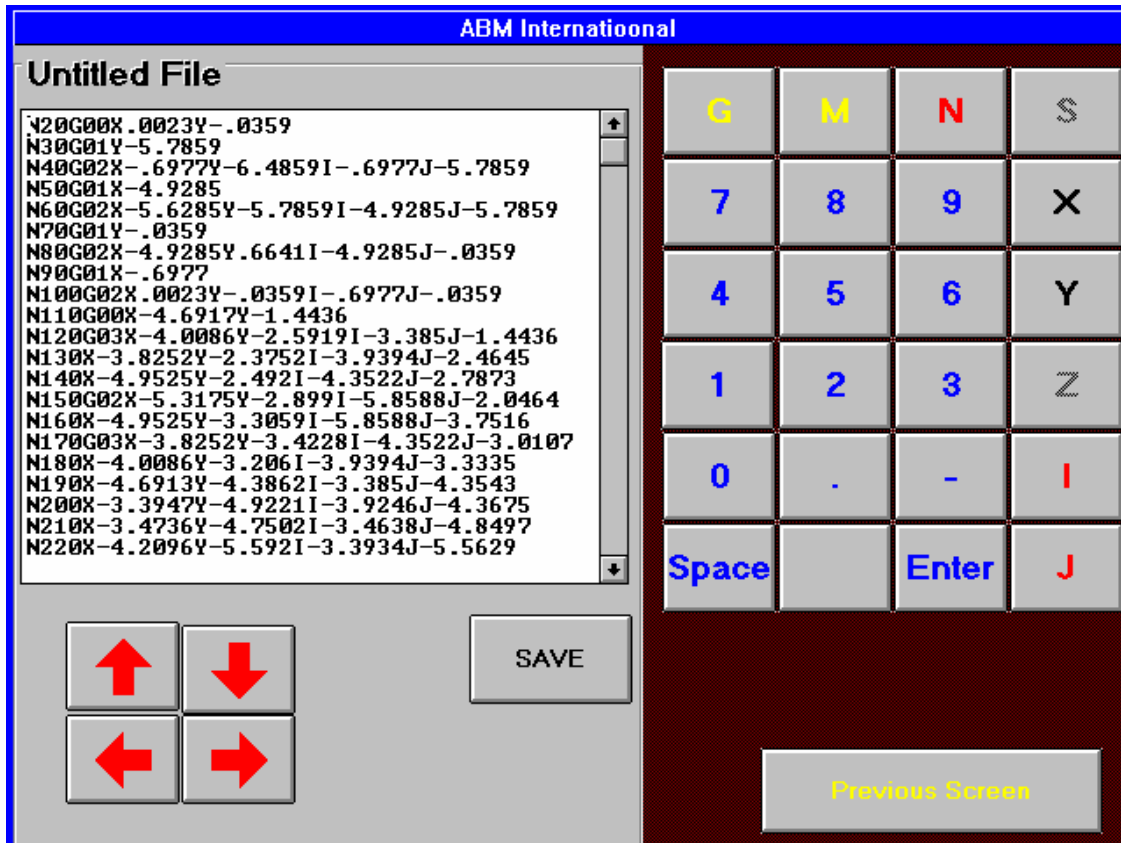 ABM Internatioonal
Untitled File
N20G00X.0023Y-.0359
N30G01Y-5.7859
N40G02X-.6977Y-6.4859I-.6977J-5.7859
N50G01X-4.9285
N60G02X-5.6285Y-5.7859I-4.9285J-5.7859
N70G01Y-.0359
N80G02X-4.9285Y.6641I-4.9285J-.0359
N90G01X-.6977
N100G02X.0023Y-.0359I-.6977J-.0359
N110G00X-4.6917Y-1.4436
N120G03X-4.0086Y-2.5919I-3.385J-1.4436
N130X-3.8252Y-2.3752I-3.9394J-2.4645
N140X-4.9525Y-2.492I-4.3522J-2.7873
N150G02X-5.3175Y-2.899I-5.8588J-2.0464
N160X-4.9525Y-3.3059I-5.8588J-3.7516
N170G03X-3.8252Y-3.4228I-4.3522J-3.0107
N180X-4.0086Y-3.206I-3.9394J-3.3335
N190X-4.6913Y-4.3862I-3.385J-4.3543
N200X-3.3947Y-4.9221I-3.9246J-4.3675
N210X-3.4736Y-4.7502I-3.4638J-4.8497
N220X-4.2096Y-5.592I-3.3934J-5.5629
SAVE
G M N S
7 8 9 X
4 5 6 Y
1 2 3 Z
0 . - I
Space Enter J
Previous Screen